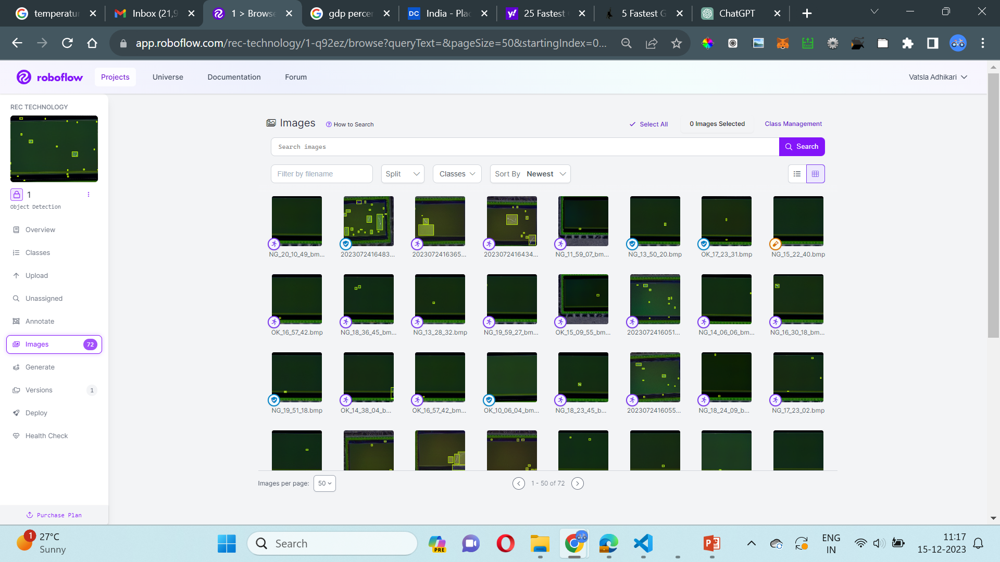 temperatu
Inbox (21,9
1 > Browse
gdp percen
India - Plac
25 Fastest
5 Fastest G
ChatGPT
app.roboflow.com/rec-technology/1-q92ez/browse?queryText=&pageSize=50&startingIndex=0...
roboflow
Projects
Universe
Documentation
Forum
Vatsla Adhikari
REC TECHNOLOGY
1
Object Detection
Overview
Classes
Upload
Unassigned
Annotate
Images 72
Generate
Versions 1
Deploy
Health Check
Purchase Plan
Images
How to Search
Select All
0 Images Selected
Class Management
Search images
Search
Filter by filename
Split
Classes
Sort By Newest
NG_20_10_49_bm...
2023072416483...
2023072416365...
2023072416434...
NG_11_59_07_bm...
NG_13_50_20.bmp
OK_17_23_31.bmp
NG_15_22_40.bmp
OK_16_57_42.bmp
NG_18_36_45_bm...
NG_13_28_32.bmp
NG_19_59_27_bm...
OK_15_09_55_bm...
2023072416051...
NG_14_06_06_bm...
NG_16_30_18_bm...
NG_19_51_18.bmp
OK_14_38_04_b...
OK_16_57_42_bm...
OK_10_06_04_bm...
NG_18_23_45_b...
2023072416055...
NG_18_24_09_b...
NG_17_23_02.bmp
Images per page: 50
1 - 50 of 72
1
27°C
Sunny
Search
PRE
ENG
IN
11:17
15-12-2023